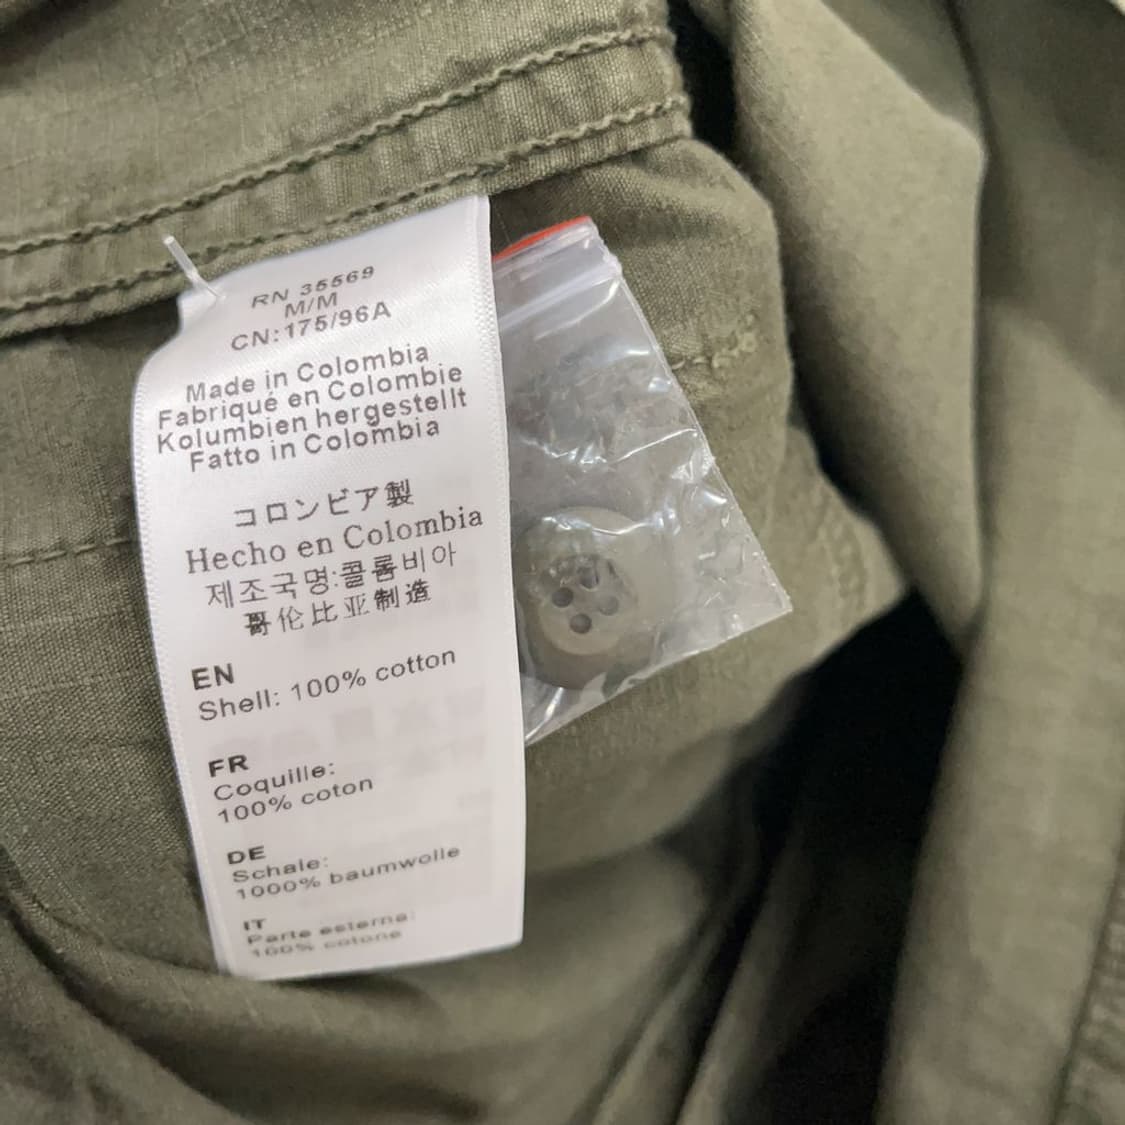 RN 35569
M/M
CN:175/96A
Made in Colombia
Fabriqué en Colombie
Kolumbien hergestellt
Fatto in Colombia
コロンビア製
Hecho en Colombia
제조국명:콜롬비아
哥伦比亚制造
EN
Shell: 100% cotton
FR
Coquille:
100% coton
DE
Schale:
1000% baumwolle
IT
Parte esterna:
100% cotone